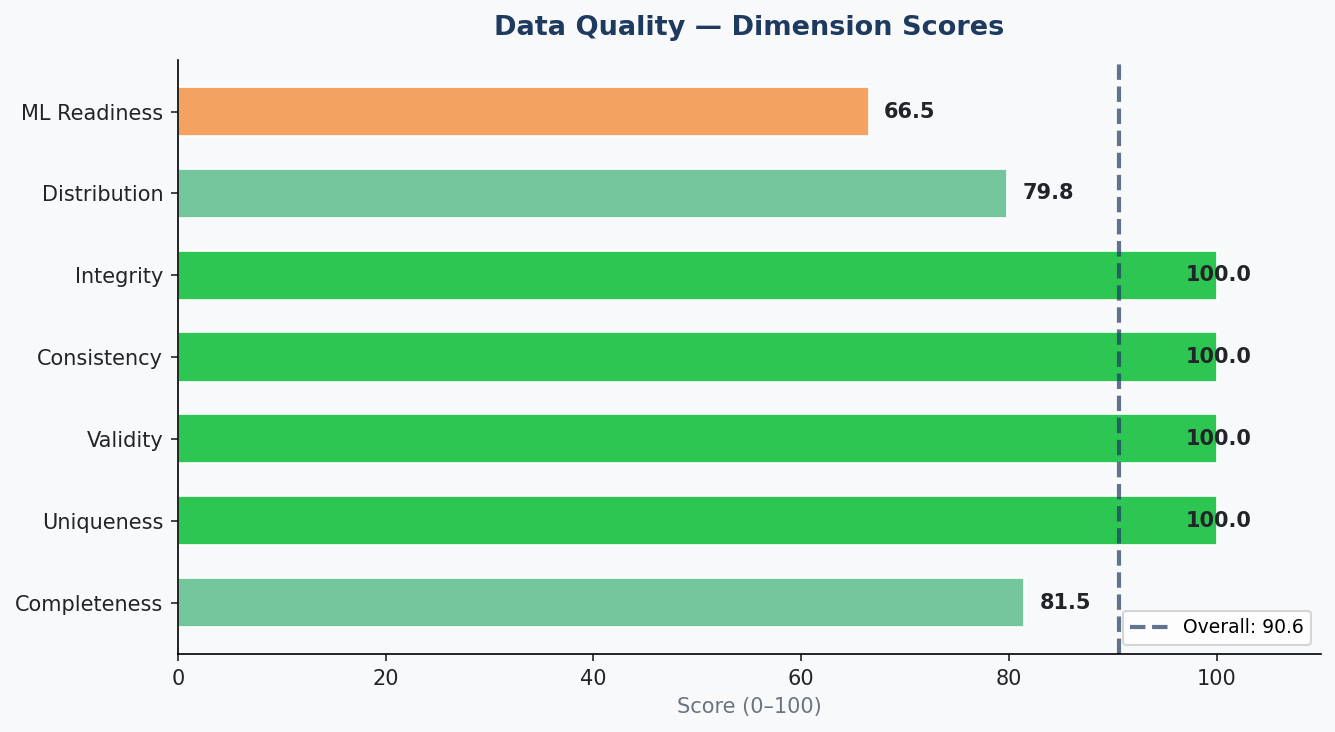 Data Quality — Dimension Scores
ML Readiness 66.5
Distribution 79.8
Integrity 100.0
Consistency 100.0
Validity 100.0
Uniqueness 100.0
Completeness 81.5
Overall: 90.6
0 20 40 60 80 100
Score (0–100)